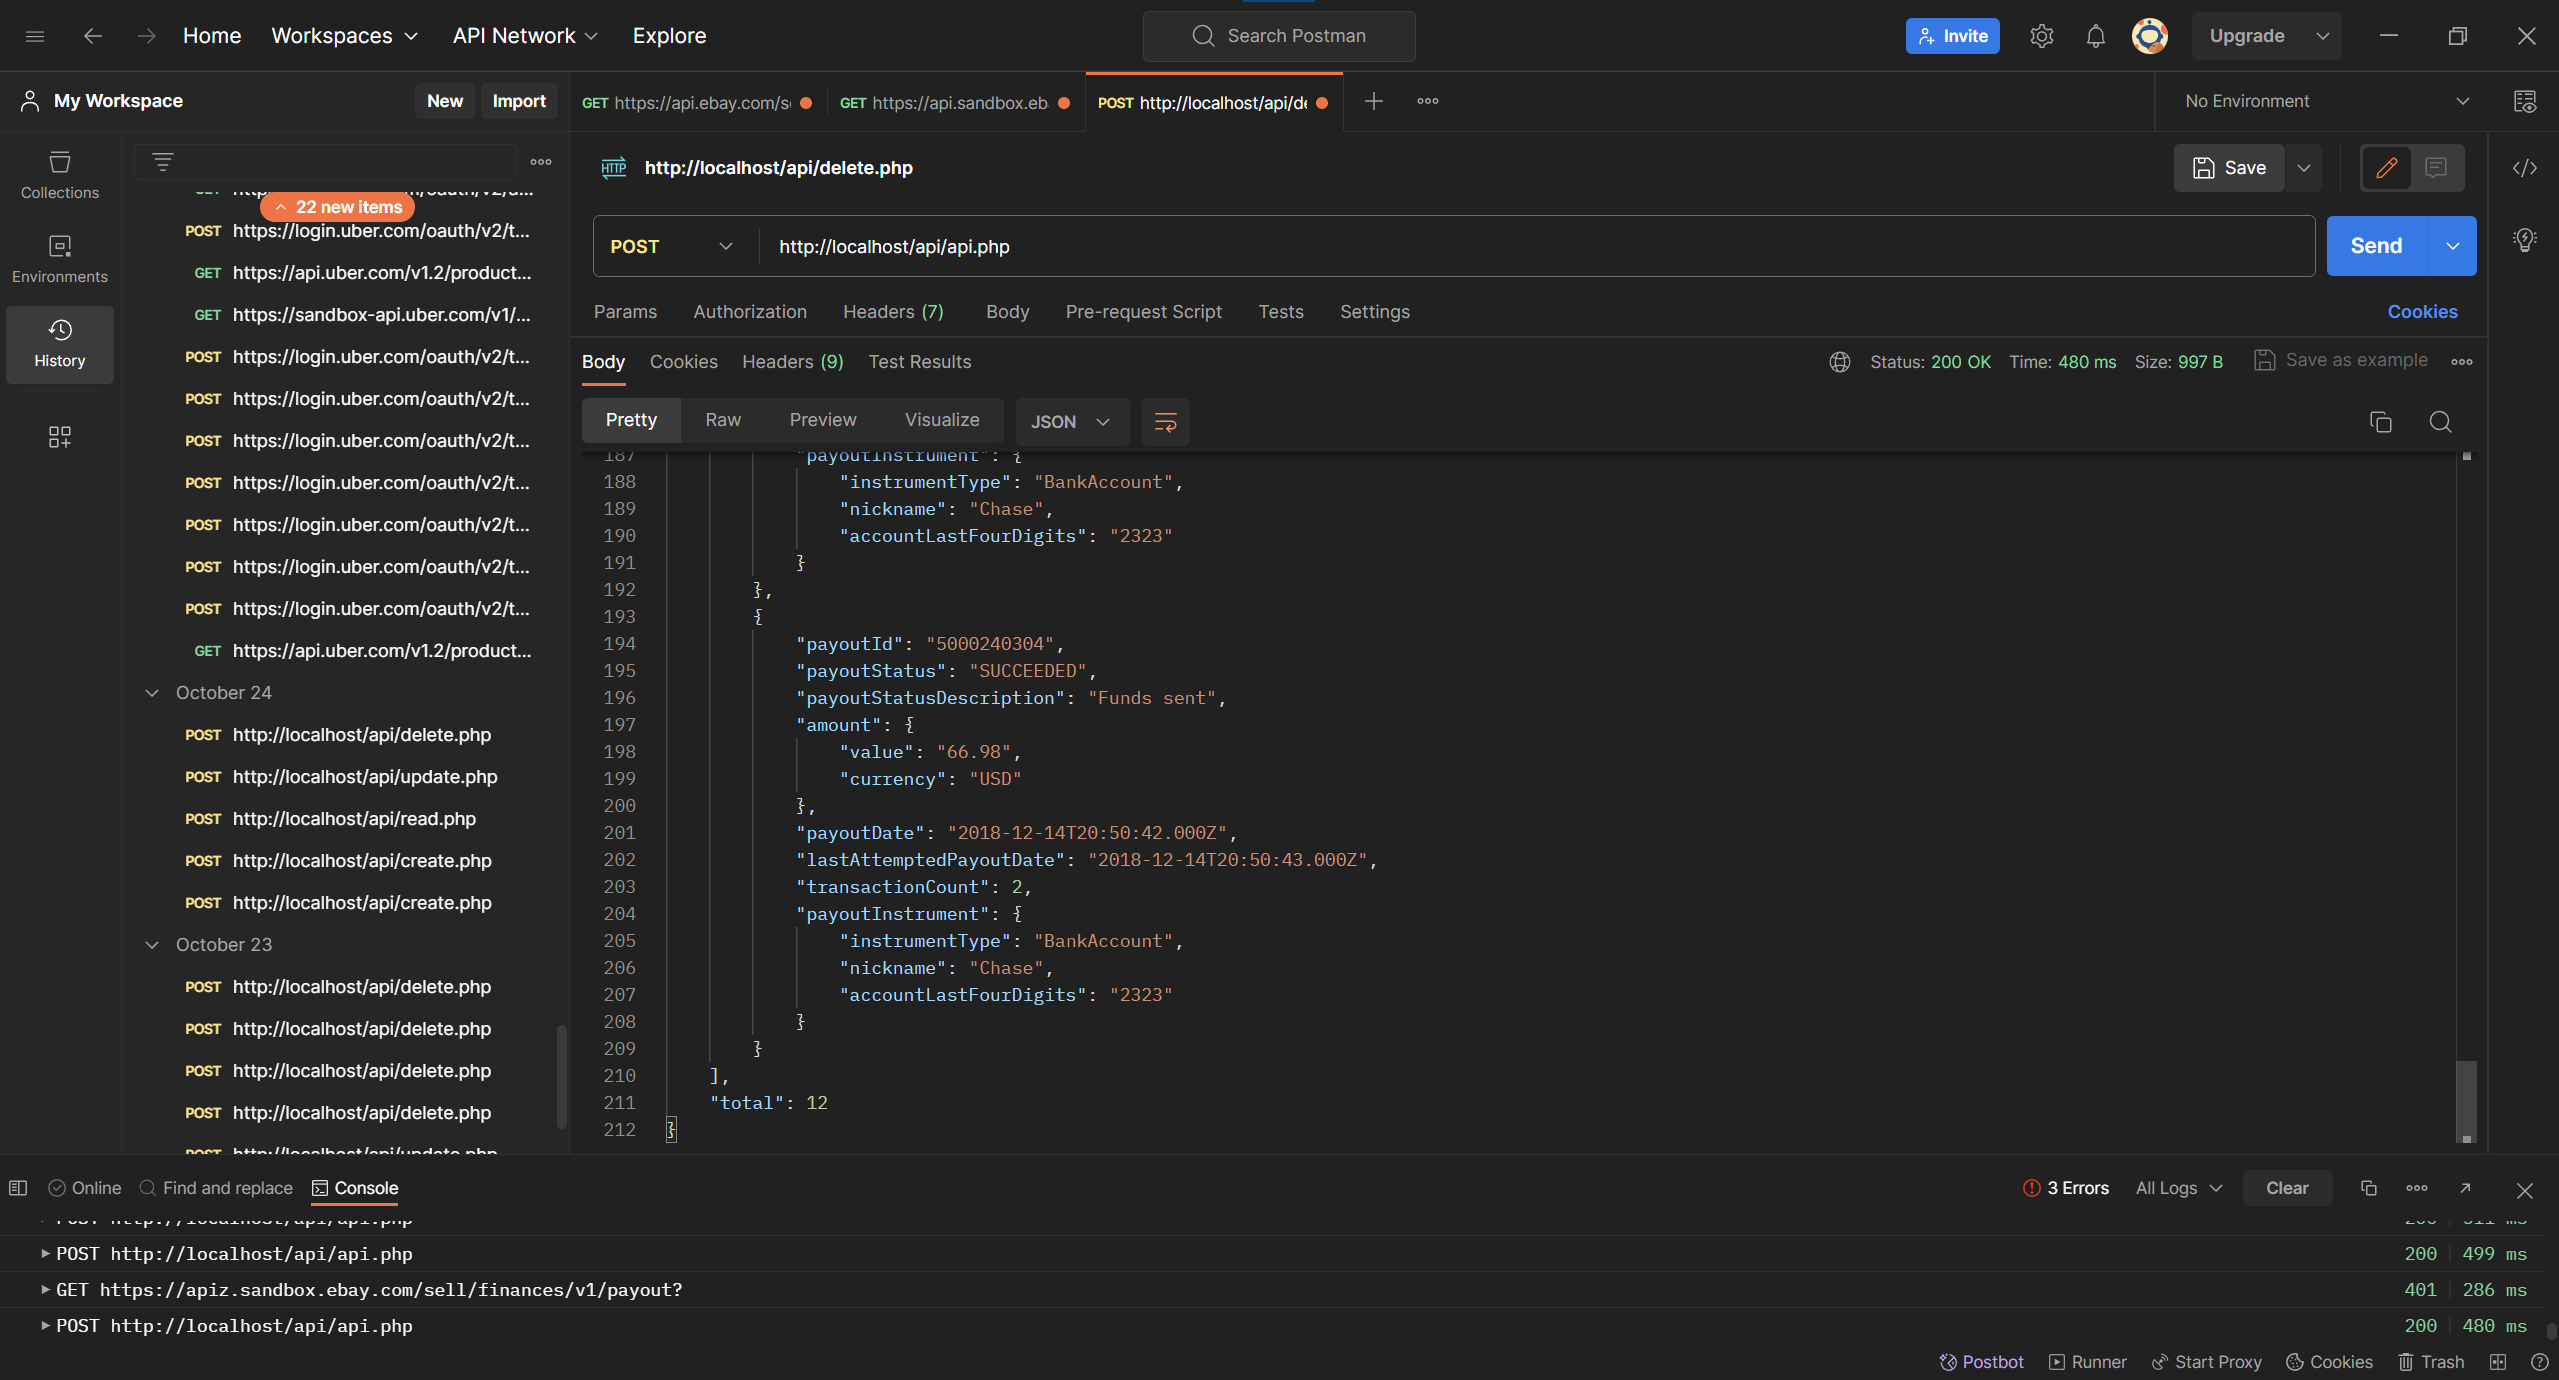 Home
Workspaces
API Network
Explore
Search Postman
Invite
Upgrade
My Workspace
New
Import
GET https://api.ebay.com/s
GET https://api.sandbox.eb
POST http://localhost/api/de
No Environment
Collections
Environments
History
22 new items
POST https://login.uber.com/oauth/v2/t...
GET https://api.uber.com/v1.2/product...
GET https://sandbox-api.uber.com/v1/...
POST https://login.uber.com/oauth/v2/t...
POST https://login.uber.com/oauth/v2/t...
POST https://login.uber.com/oauth/v2/t...
POST https://login.uber.com/oauth/v2/t...
POST https://login.uber.com/oauth/v2/t...
POST https://login.uber.com/oauth/v2/t...
POST https://login.uber.com/oauth/v2/t...
GET https://api.uber.com/v1.2/product...
October 24
POST http://localhost/api/delete.php
POST http://localhost/api/update.php
POST http://localhost/api/read.php
POST http://localhost/api/create.php
POST http://localhost/api/create.php
October 23
POST http://localhost/api/delete.php
POST http://localhost/api/delete.php
POST http://localhost/api/delete.php
POST http://localhost/api/delete.php
POST http://localhost/api/update.php
HTTP http://localhost/api/delete.php
Save
POST http://localhost/api/api.php
Send
Params Authorization Headers (7) Body Pre-request Script Tests Settings Cookies
Body Cookies Headers (9) Test Results Status: 200 OK Time: 480 ms Size: 997 B Save as example
Pretty Raw Preview Visualize JSON
187 "payoutInstrument": {
188 "instrumentType": "BankAccount",
189 "nickname": "Chase",
190 "accountLastFourDigits": "2323"
191 }
192 },
193 {
194 "payoutId": "5000240304",
195 "payoutStatus": "SUCCEEDED",
196 "payoutStatusDescription": "Funds sent",
197 "amount": {
198 "value": "66.98",
199 "currency": "USD"
200 },
201 "payoutDate": "2018-12-14T20:50:42.000Z",
202 "lastAttemptedPayoutDate": "2018-12-14T20:50:43.000Z",
203 "transactionCount": 2,
204 "payoutInstrument": {
205 "instrumentType": "BankAccount",
206 "nickname": "Chase",
207 "accountLastFourDigits": "2323"
208 }
209 }
210 ],
211 "total": 12
212 }
Online Find and replace Console 3 Errors All Logs Clear
POST http://localhost/api/api.php
POST http://localhost/api/api.php 200 499 ms
GET https://apiz.sandbox.ebay.com/sell/finances/v1/payout? 401 286 ms
POST http://localhost/api/api.php 200 480 ms
Postbot Runner Start Proxy Cookies Trash